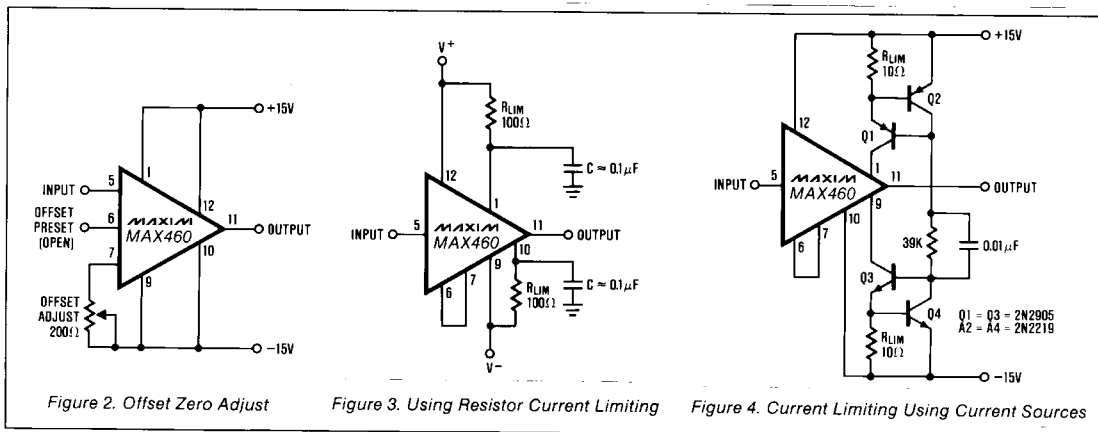 +15V
1
INPUT
5
OFFSET
PRESET
(OPEN)
6
MAXIM
MAX460
12
11
OUTPUT
10
7
9
OFFSET
ADJUST
200Ω
-15V
Figure 2. Offset Zero Adjust
V+
RLIM
100Ω
12
C ≈ 0.1μF
1
INPUT
5
MAXIM
MAX460
11
OUTPUT
10
9
7
6
RLIM
100Ω
C ≈ 0.1μF
V-
Figure 3. Using Resistor Current Limiting
+15V
RLIM
10Ω
Q2
12
Q1
1
INPUT
5
MAXIM
MAX460
11
OUTPUT
9
10
7
6
39K
0.01μF
Q3
Q4
Q1 = Q3 = 2N2905
A2 = A4 = 2N2219
RLIM
10Ω
-15V
Figure 4. Current Limiting Using Current Sources